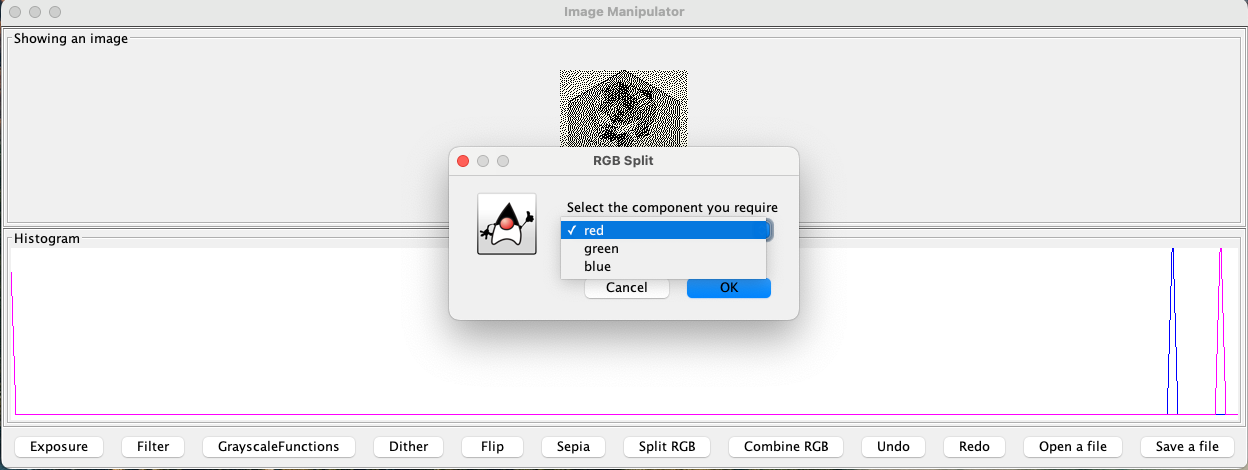 Image Manipulator
Showing an image
RGB Split
Select the component you require
✓ red
green
blue
Cancel
OK
Histogram
Exposure
Filter
GrayscaleFunctions
Dither
Flip
Sepia
Split RGB
Combine RGB
Undo
Redo
Open a file
Save a file